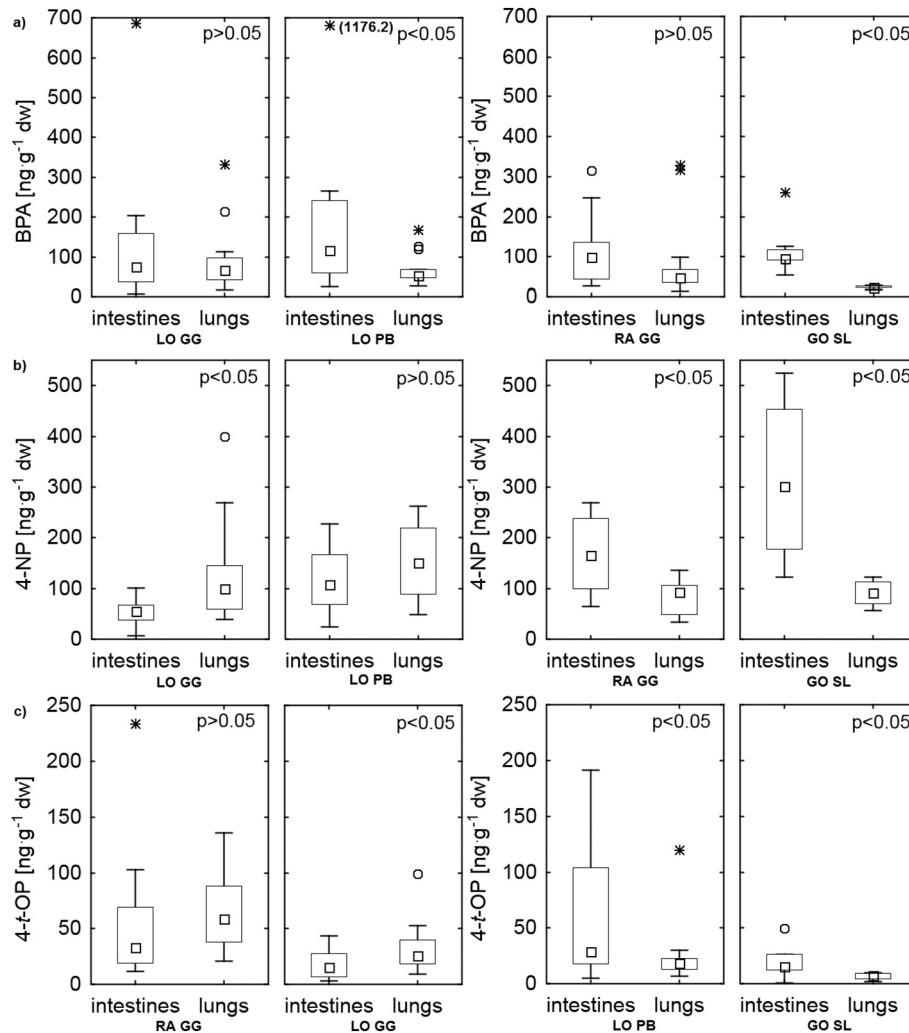 a)
BPA [ng·g⁻¹ dw]
700
600
500
400
300
200
100
0
p>0.05
intestines lungs
LO GG
(1176.2)
p<0.05
intestines lungs
LO PB
BPA [ng·g⁻¹ dw]
700
600
500
400
300
200
100
0
p>0.05
intestines lungs
RA GG
p<0.05
intestines lungs
GO SL
b)
4-NP [ng·g⁻¹ dw]
500
400
300
200
100
0
p<0.05
intestines lungs
LO GG
p>0.05
intestines lungs
LO PB
4-NP [ng·g⁻¹ dw]
500
400
300
200
100
0
p<0.05
intestines lungs
RA GG
p<0.05
intestines lungs
GO SL
c)
4-t-OP [ng·g⁻¹ dw]
250
200
150
100
50
0
p>0.05
intestines lungs
RA GG
p<0.05
intestines lungs
LO GG
4-t-OP [ng·g⁻¹ dw]
250
200
150
100
50
0
p<0.05
intestines lungs
LO PB
p<0.05
intestines lungs
GO SL